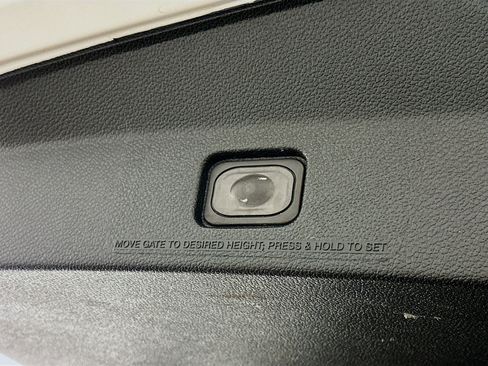 MOVE GATE TO DESIRED HEIGHT; PRESS & HOLD TO SET